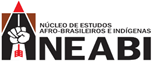 NÚCLEO DE ESTUDOS
AFRO-BRASILEIROS E INDÍGENAS
NEABI